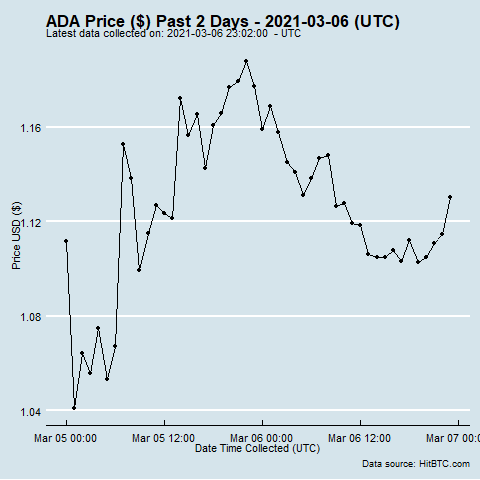 ADA Price ($) Past 2 Days - 2021-03-06 (UTC)
Latest data collected on: 2021-03-06 23:02:00 - UTC
Price USD ($)
1.16
1.12
1.08
1.04
Mar 05 00:00 Mar 05 12:00 Mar 06 00:00 Mar 06 12:00 Mar 07 00:00
Date Time Collected (UTC)
Data source: HitBTC.com